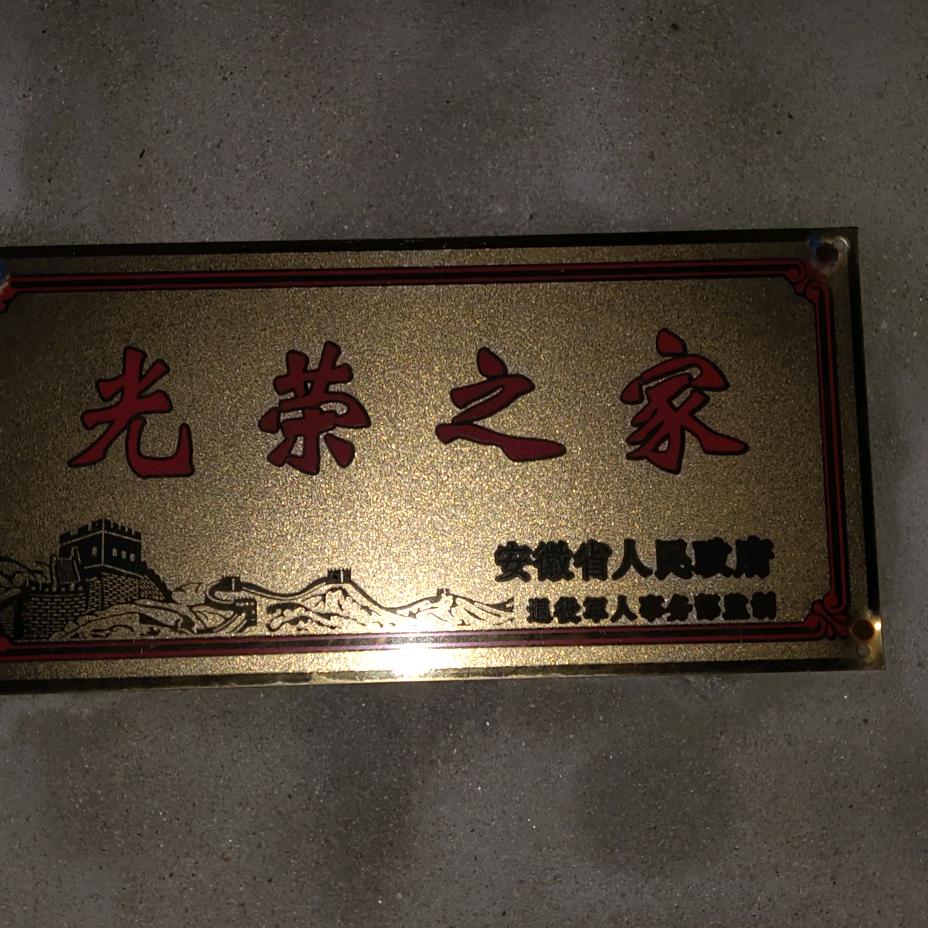 光荣之家
安徽省人民政府
退役军人事务部监制